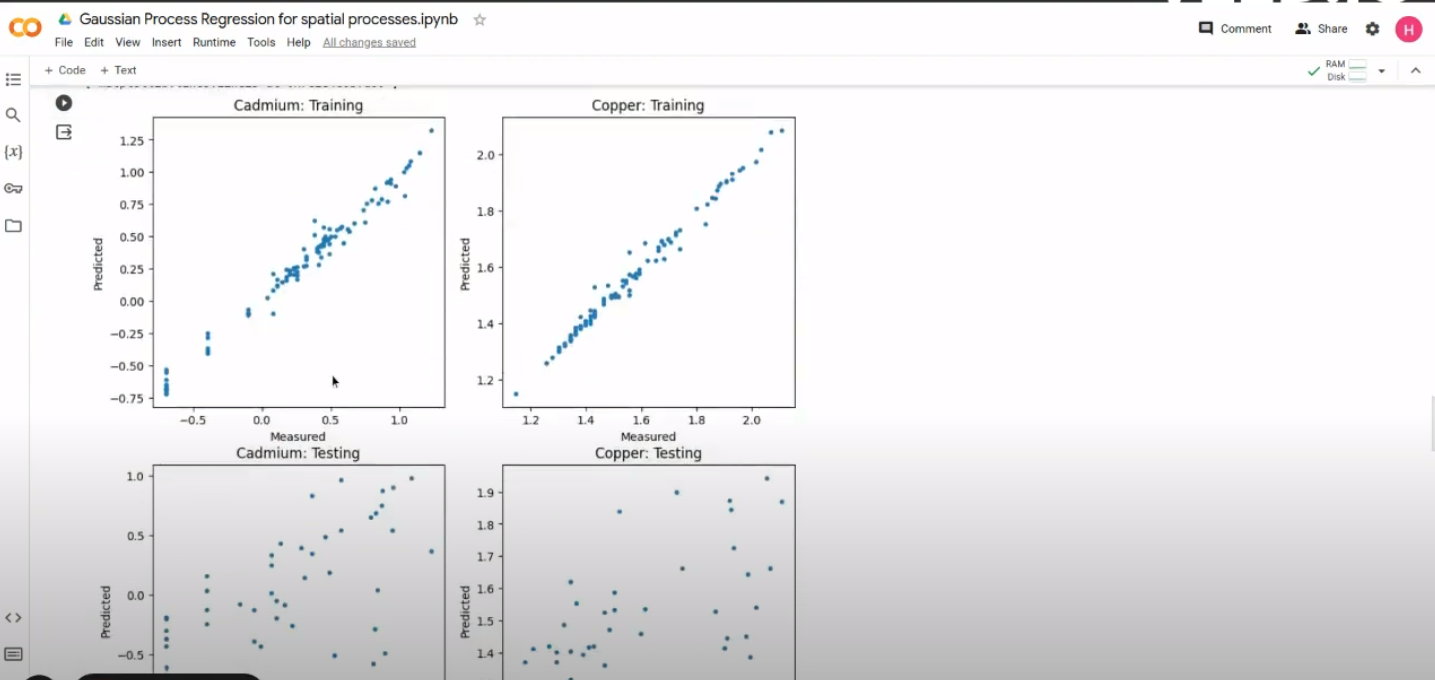 Gaussian Process Regression for spatial processes.ipynb
Comment
Share
H
File Edit View Insert Runtime Tools Help All changes saved
+ Code + Text
RAM
Disk
{x}
Cadmium: Training
Copper: Training
1.25
1.00
0.75
0.50
0.25
0.00
−0.25
−0.50
−0.75
Predicted
−0.5 0.0 0.5 1.0
Measured
2.0
1.8
1.6
1.4
1.2
Predicted
1.2 1.4 1.6 1.8 2.0
Measured
Cadmium: Testing
Copper: Testing
1.0
0.5
0.0
−0.5
Predicted
1.9
1.8
1.7
1.6
1.5
1.4
Predicted